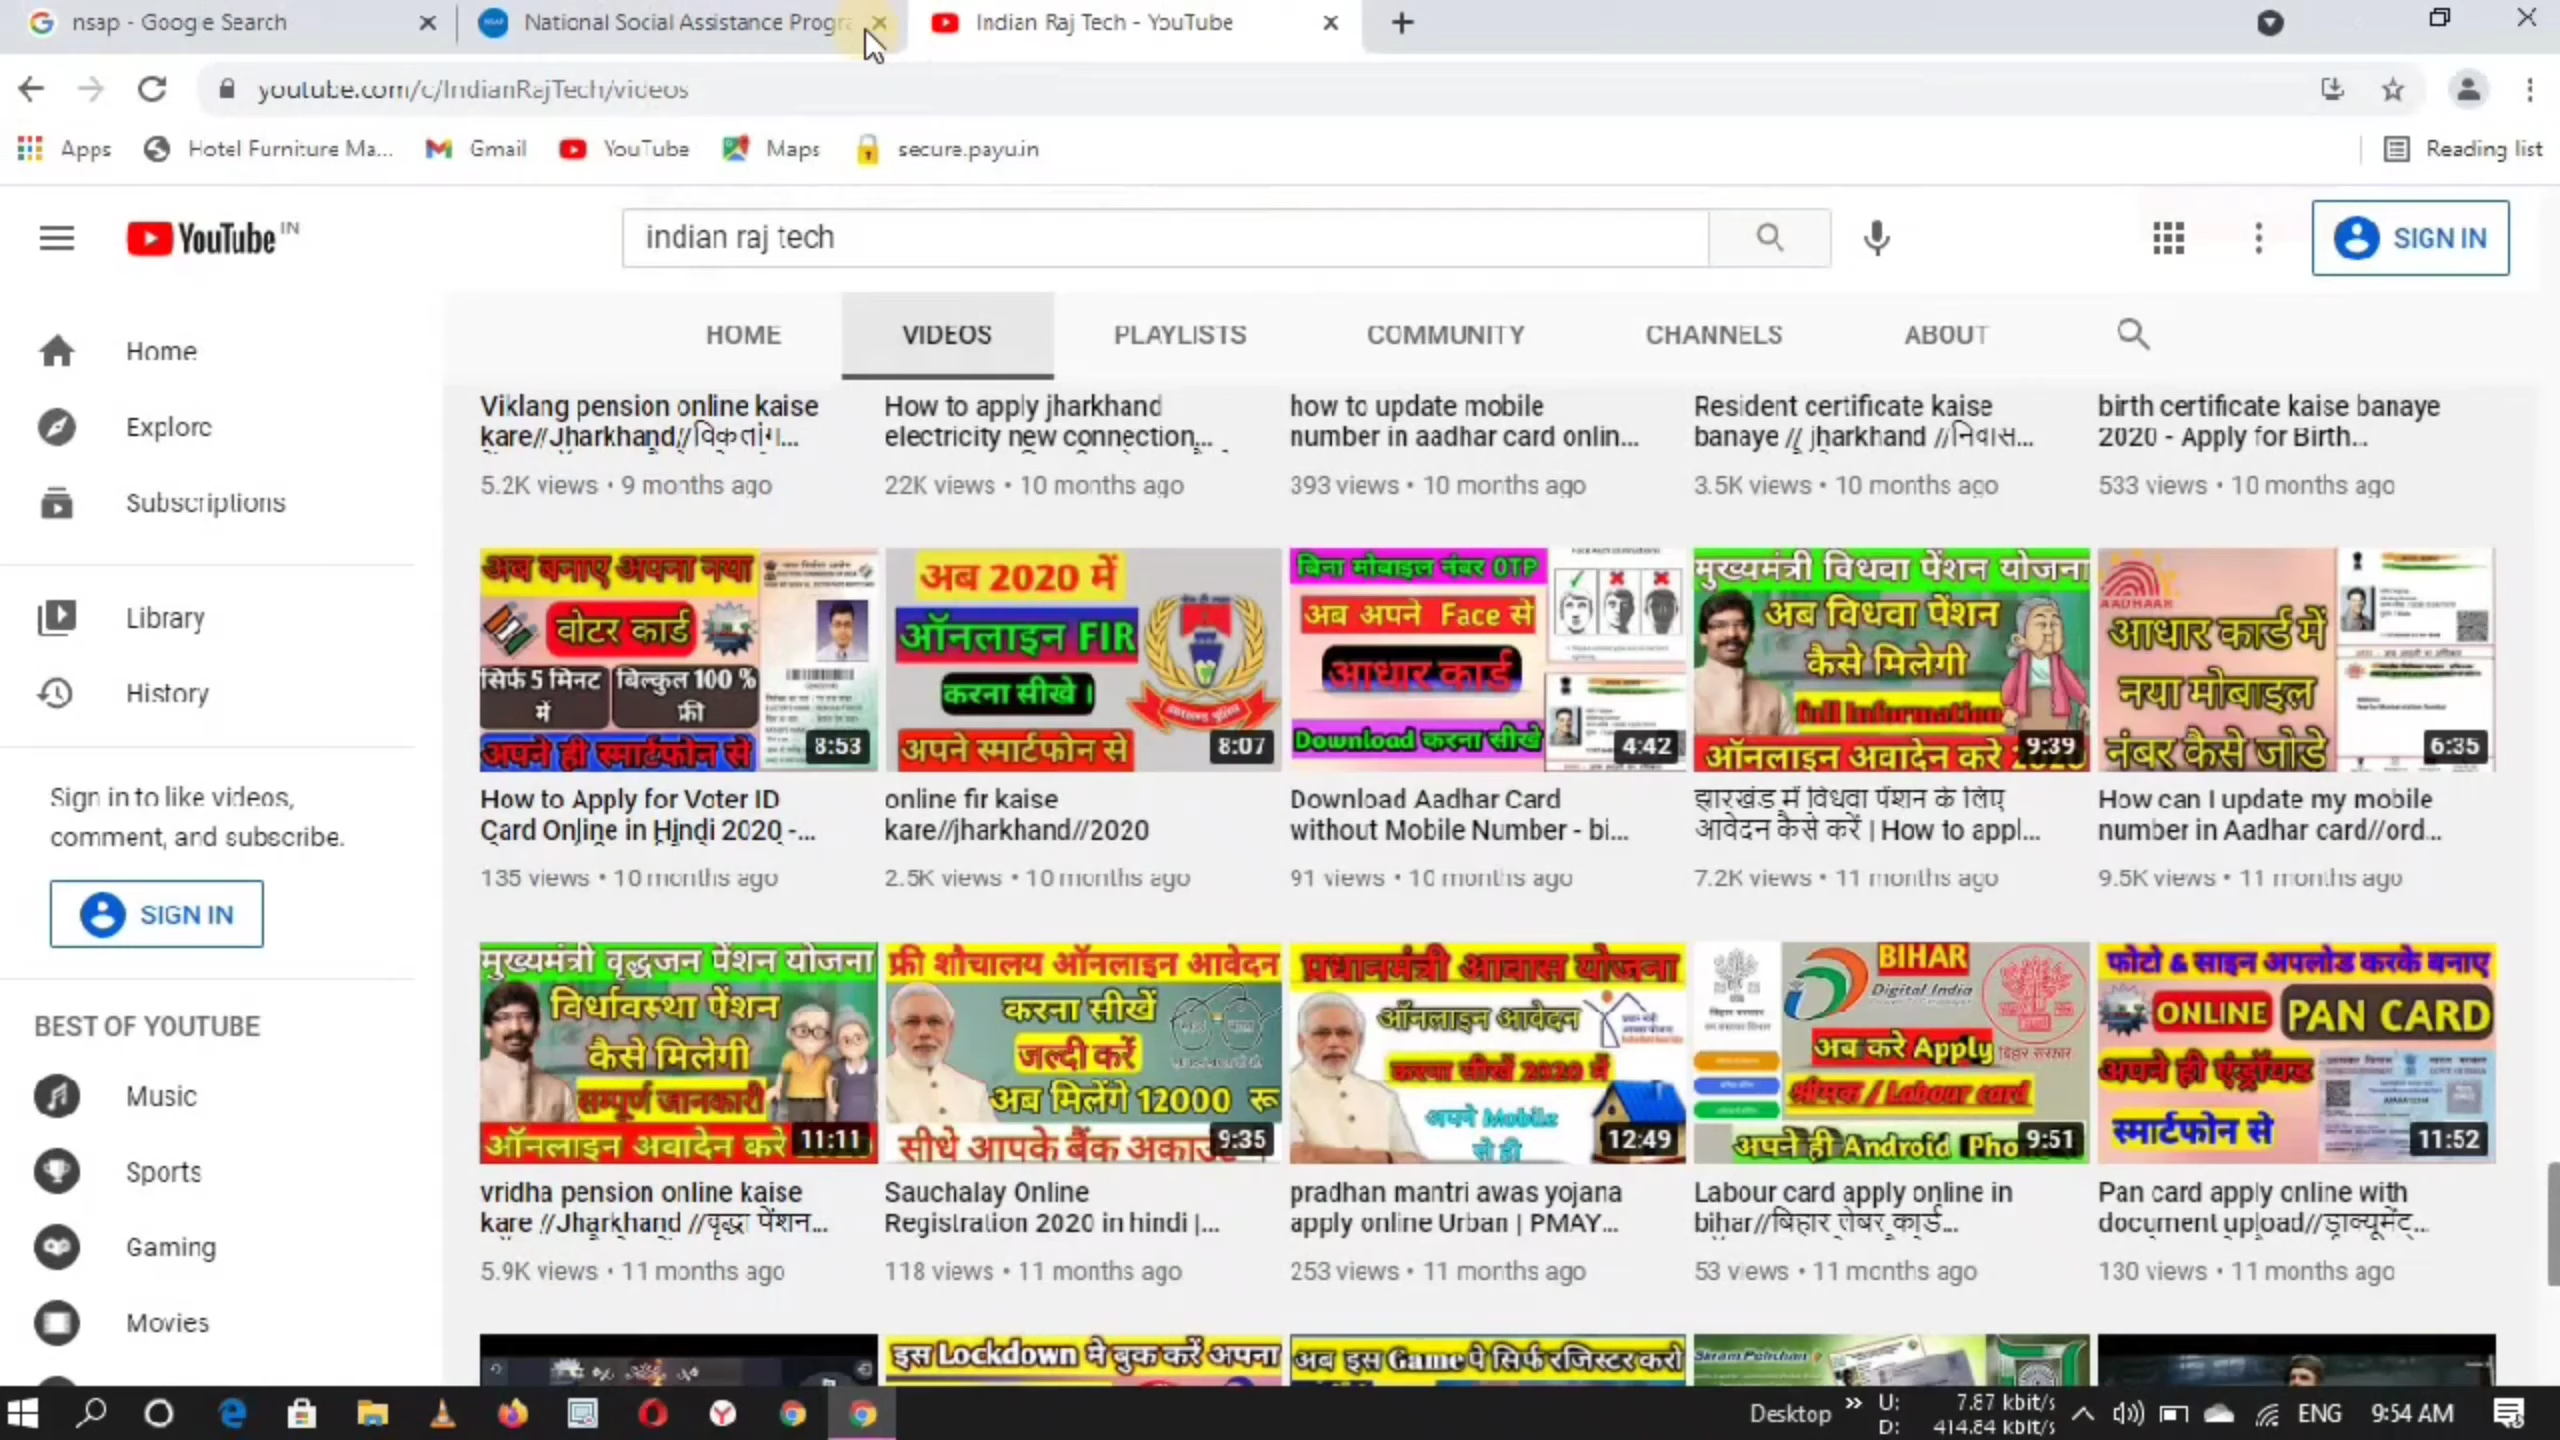 nsap - Google Search
National Social Assistance Progra
Indian Raj Tech - YouTube
youtube.com/c/IndianRajTech/videos
Apps
Hotel Furniture Ma...
Gmail
YouTube
Maps
secure.payu.in
Reading list
YouTube IN
indian raj tech
SIGN IN
HOME
VIDEOS
PLAYLISTS
COMMUNITY
CHANNELS
ABOUT
Home
Explore
Subscriptions
Library
History
Sign in to like videos,
comment, and subscribe.
SIGN IN
BEST OF YOUTUBE
Music
Sports
Gaming
Movies
Viklang pension online kaise
kare//Jharkhand//विकलांग...
5.2K views • 9 months ago
How to apply jharkhand
electricity new connection...
22K views • 10 months ago
how to update mobile
number in aadhar card onlin...
393 views • 10 months ago
Resident certificate kaise
banaye // jharkhand //निवास...
3.5K views • 10 months ago
birth certificate kaise banaye
2020 - Apply for Birth...
533 views • 10 months ago
अब बनाए अपना नया
वोटर कार्ड
सिर्फ 5 मिनट में
बिल्कुल 100 % फ्री
अपने ही स्मार्टफोन से
8:53
How to Apply for Voter ID
Card Online in Hindi 2020 -...
135 views • 10 months ago
अब 2020 में
ऑनलाइन FIR
करना सीखे।
अपने स्मार्टफोन से
8:07
online fir kaise
kare//jharkhand//2020
2.5K views • 10 months ago
बिना मोबाइल नंबर OTP
अब अपने Face से
आधार कार्ड
Download करना सीखे
4:42
Download Aadhar Card
without Mobile Number - bi...
91 views • 10 months ago
मुख्यमंत्री विधवा पेंशन योजना
अब विधवा पेंशन
कैसे मिलेगी
full Information
ऑनलाइन अवादेन करे 2020
9:39
झारखंड में विधवा पेंशन के लिए
आवेदन कैसे करें | How to appl...
7.2K views • 11 months ago
AADHAAR
आधार कार्ड में
नया मोबाइल
नंबर कैसे जोडे
6:35
How can I update my mobile
number in Aadhar card//ord...
9.5K views • 11 months ago
मुख्यमंत्री वृद्धजन पेंशन योजना
विर्धावस्था पेंशन
कैसे मिलेगी
सम्पूर्ण जानकारी
ऑनलाइन अवादेन करे
11:11
vridha pension online kaise
kare //Jharkhand //वृद्धा पेंशन...
5.9K views • 11 months ago
फ्री शौचालय ऑनलाइन आवेदन
करना सीखें
जल्दी करें
अब मिलेंगे 12000 रू
सीधे आपके बैंक अकाउंट
9:35
Sauchalay Online
Registration 2020 in hindi |...
118 views • 11 months ago
प्रधानमंत्री आवास योजना
ऑनलाइन आवेदन
करना सीखें 2020 में
अपने Mobile
से ही
12:49
pradhan mantri awas yojana
apply online Urban | PMAY...
253 views • 11 months ago
BIHAR
Digital India
अब करे Apply
बिहार सरकार
श्रीमक / Labour card
अपने ही Android Pho
9:51
Labour card apply online in
bihar//बिहार लेबर कार्ड...
53 views • 11 months ago
फोटो & साइन अपलोड करके बनाए
ONLINE PAN CARD
अपने ही एंड्रॉयड
स्मार्टफोन से
11:52
Pan card apply online with
document upload//डाक्यूमेंट...
130 views • 11 months ago
इस Lockdown मे बुक करें अपना
अब इस Game पे सिर्फ रजिस्टर करो
Desktop
U: 7.87 kbit/s
D: 414.84 kbit/s
ENG
9:54 AM